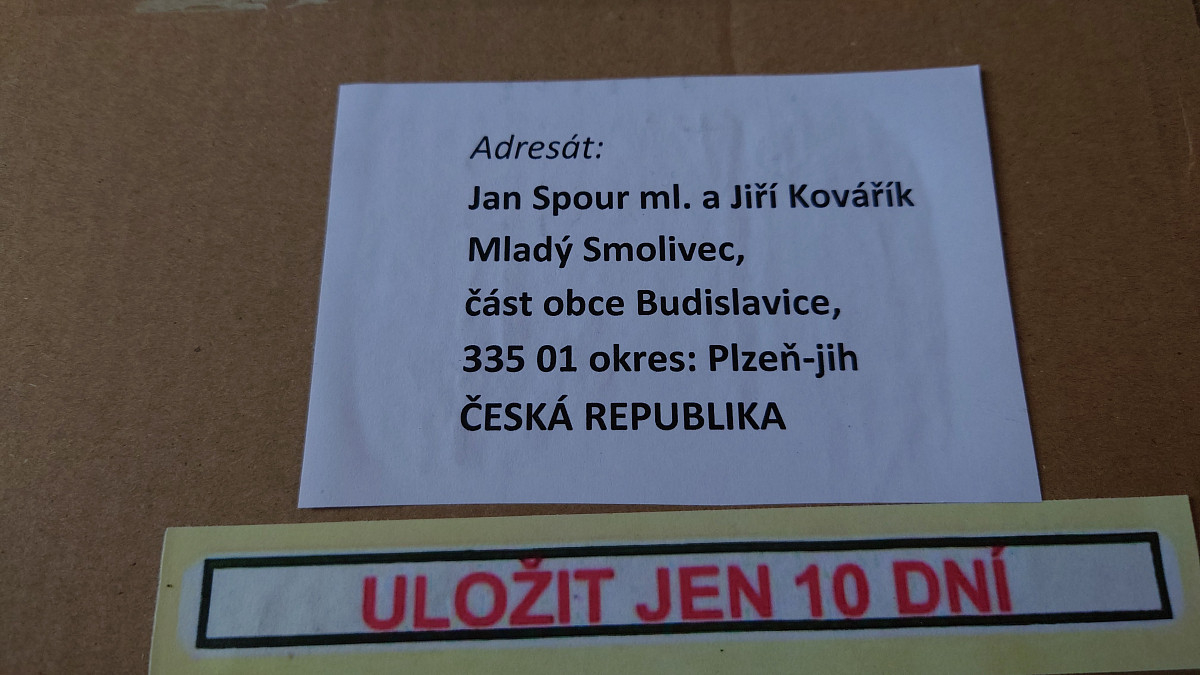 Adresát:
Jan Spour ml. a Jiří Kovářík
Mladý Smolivec,
část obce Budislavice,
335 01 okres: Plzeň-jih
ČESKÁ REPUBLIKA
ULOŽIT JEN 10 DNÍ